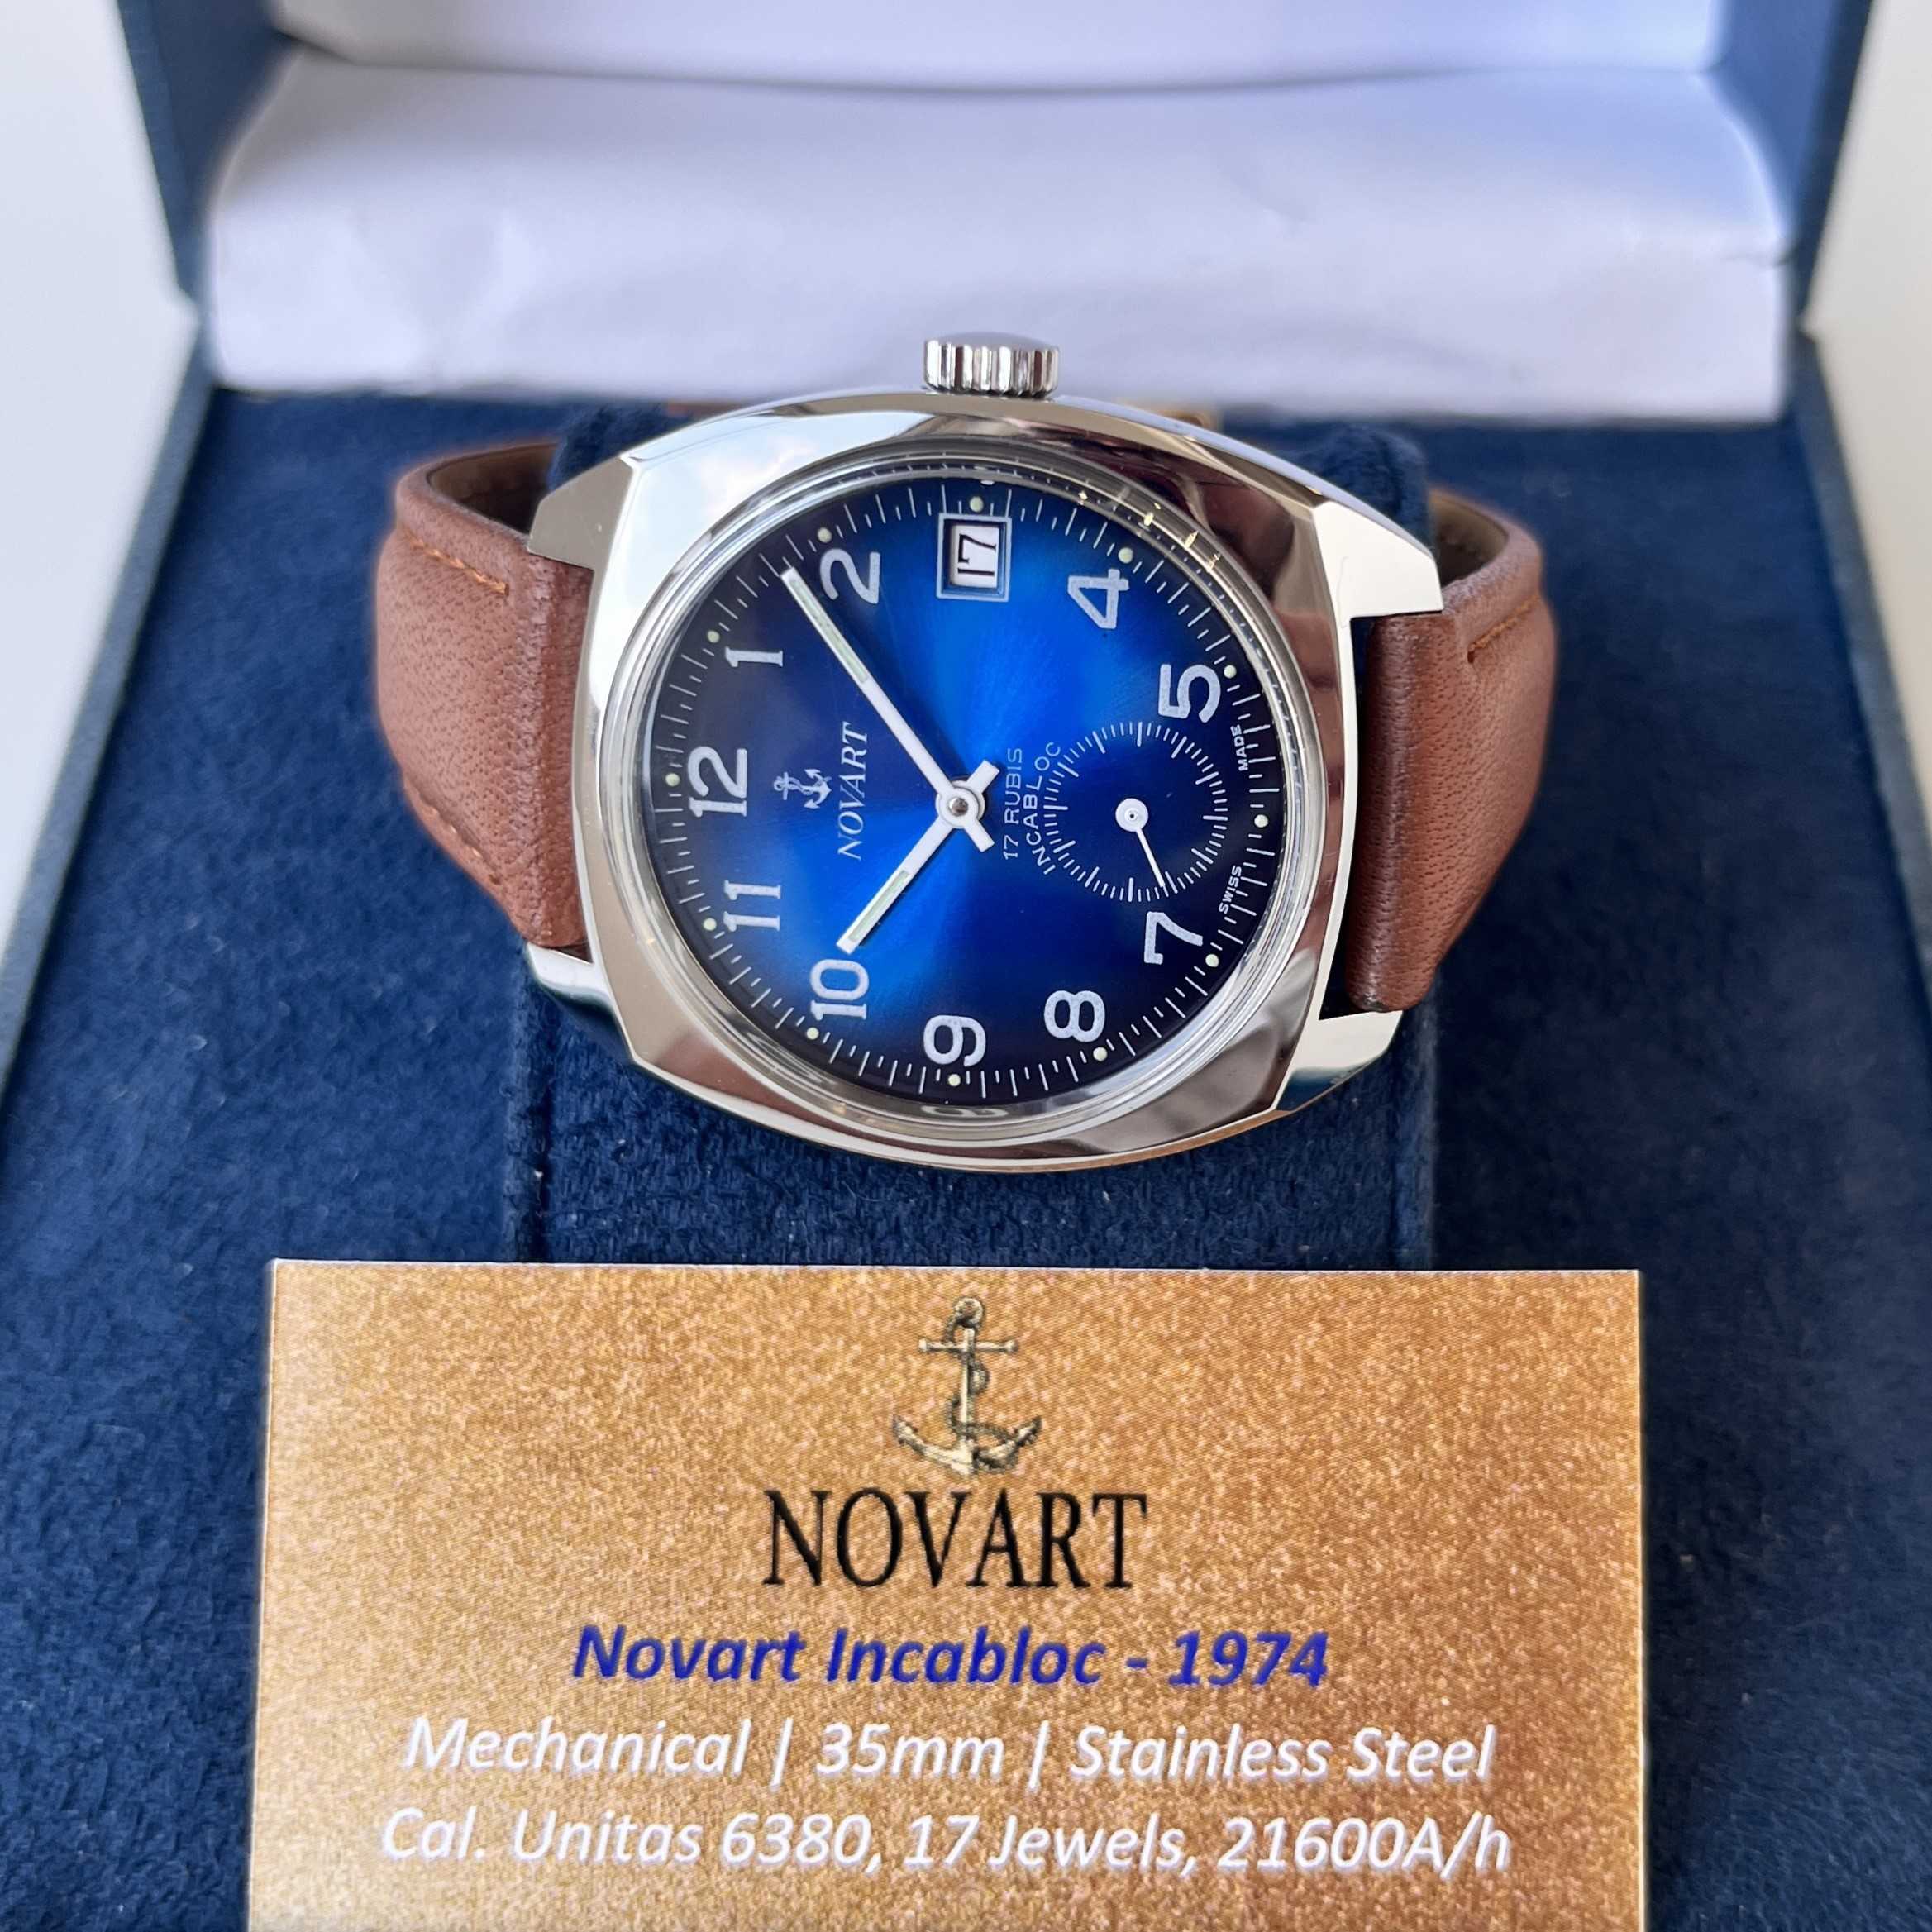 12
1
2
17
4
5
7
8
9
10
11
NOVART
17 RUBIS
INCABLOC
SWISS MADE
NOVART
Novart Incabloc - 1974
Mechanical | 35mm | Stainless Steel
Cal. Unitas 6380, 17 Jewels, 21600A/h